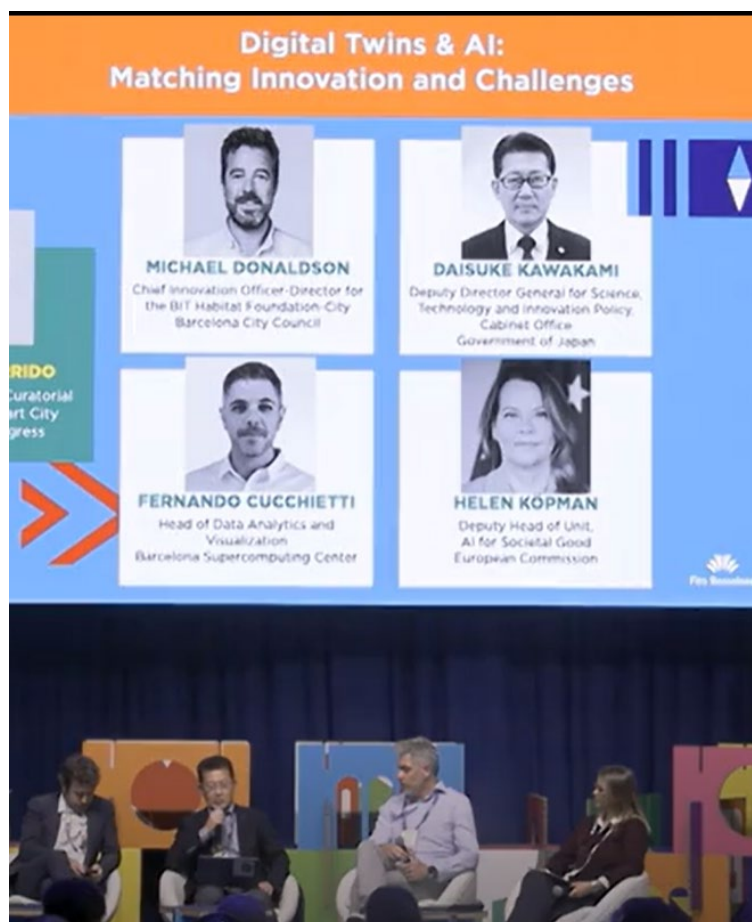 Digital Twins & AI:
Matching Innovation and Challenges
RIDO
Curatorial
art City
gress
MICHAEL DONALDSON
Chief Innovation Officer-Director for
the BIT Habitat Foundation-City
Barcelona City Council
DAISUKE KAWAKAMI
Deputy Director General for Science,
Technology and Innovation Policy,
Cabinet Office
Government of Japan
FERNANDO CUCCHIETTI
Head of Data Analytics and
Visualization
Barcelona Supercomputing Center
HELEN KÖPMAN
Deputy Head of Unit,
AI for Societal Good
European Commission
Fira